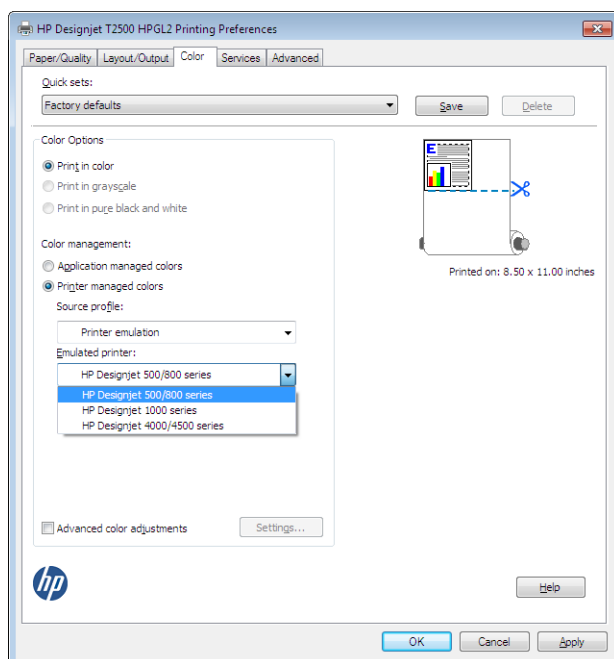 HP Designjet T2500 HPGL2 Printing Preferences
Paper/Quality Layout/Output Color Services Advanced
Quick sets:
Factory defaults Save Delete
Color Options
Print in color
Print in grayscale
Print in pure black and white
E
Color management:
Application managed colors
Printer managed colors
Printed on: 8.50 x 11.00 inches
Source profile:
Printer emulation
Emulated printer:
HP Designjet 500/800 series
HP Designjet 500/800 series
HP Designjet 1000 series
HP Designjet 4000/4500 series
Advanced color adjustments Settings...
hp
Help
OK Cancel Apply